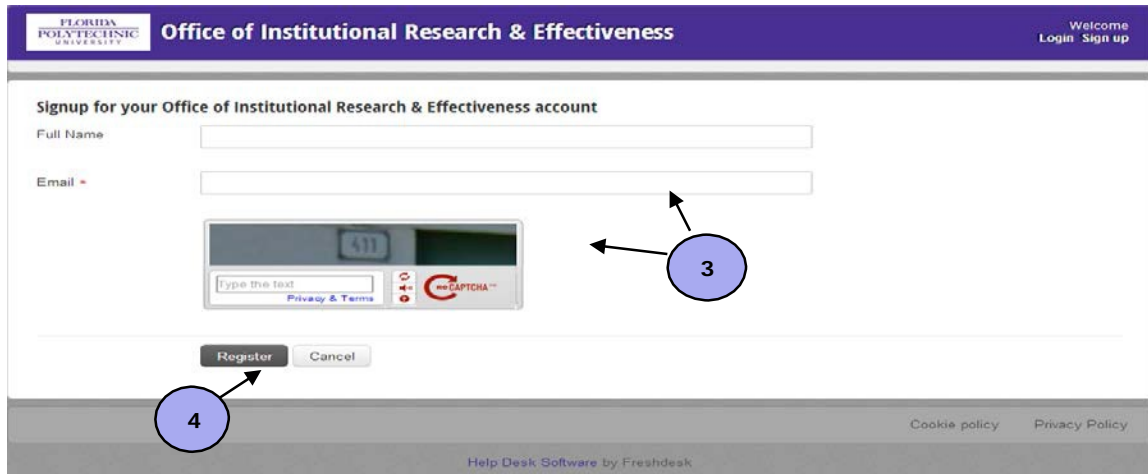 FLORIDA
POLYTECHNIC
UNIVERSITY
Office of Institutional Research & Effectiveness
Welcome
Login Sign up
Signup for your Office of Institutional Research & Effectiveness account
Full Name
Email *
411
Type the text
Privacy & Terms
reCAPTCHA™
3
Register Cancel
4
Cookie policy Privacy Policy
Help Desk Software by Freshdesk